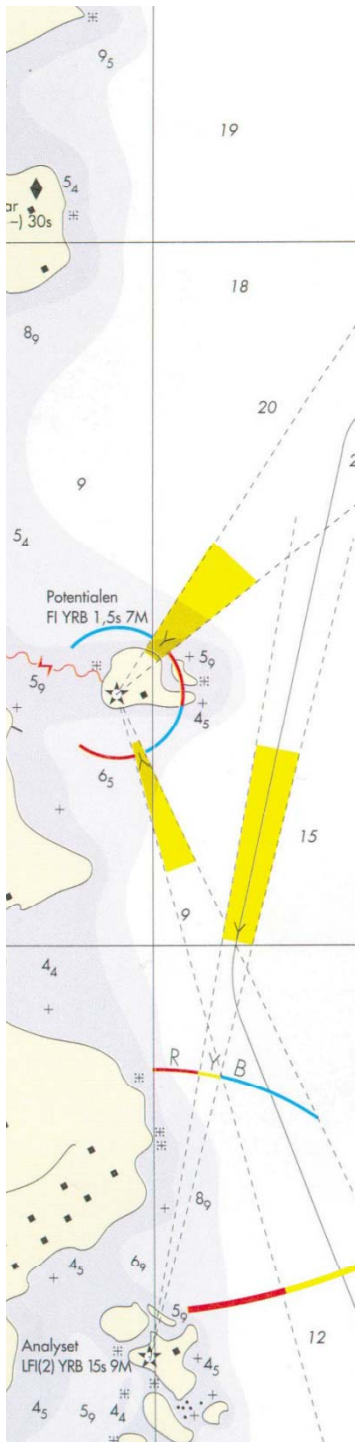 9₅
19
5₄
ar
–) 30s
18
8₉
20
2
9
5₄
Potentialen
Fl YRB 1,5s 7M
Y
5₉
5₉
4₅
6₅
Y
15
9
Y
4₄
R Y B
8₉
4₅
6₉
5₉
12
Analyset
LFl(2) YRB 15s 9M
4₅
4₅ 5₉ 4₄